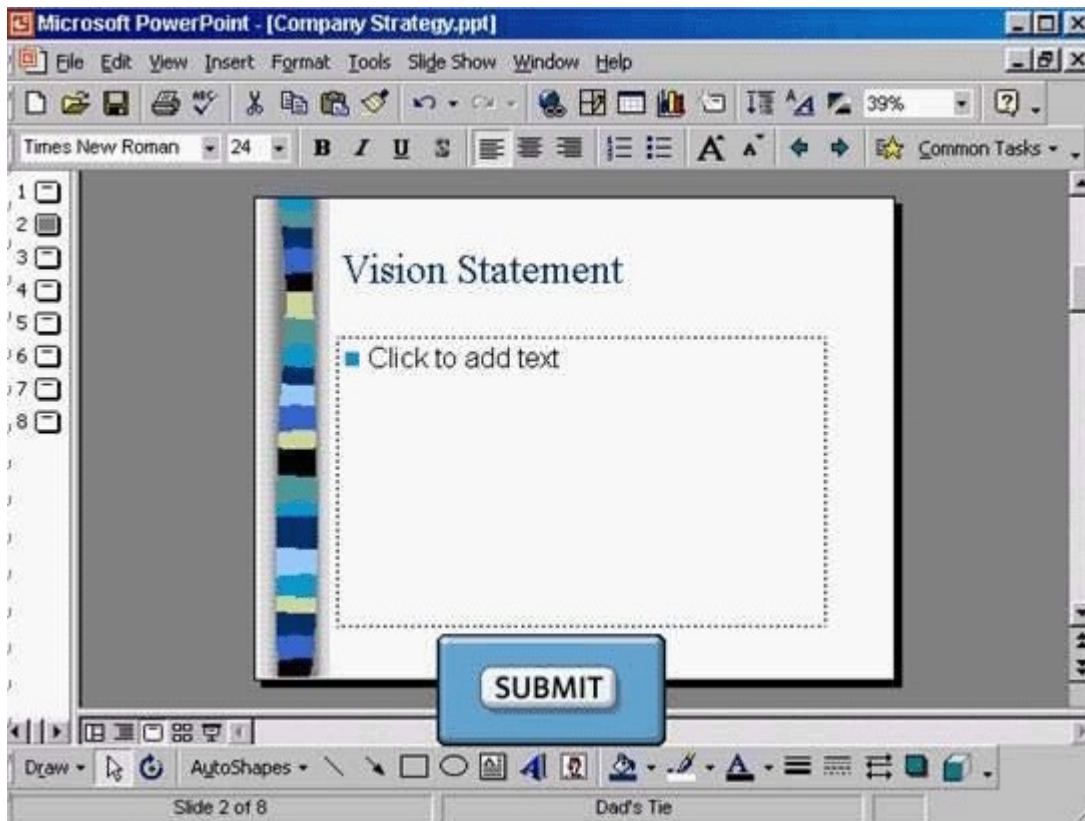 Microsoft PowerPoint - [Company Strategy.ppt]
File Edit View Insert Format Tools Slide Show Window Help
ABC A 39% ?
Times New Roman 24 B I U S A A Common Tasks
1
2
3
4
5
6
7
8
Vision Statement
Click to add text
SUBMIT
Draw AutoShapes A A
Slide 2 of 8 Dad's Tie